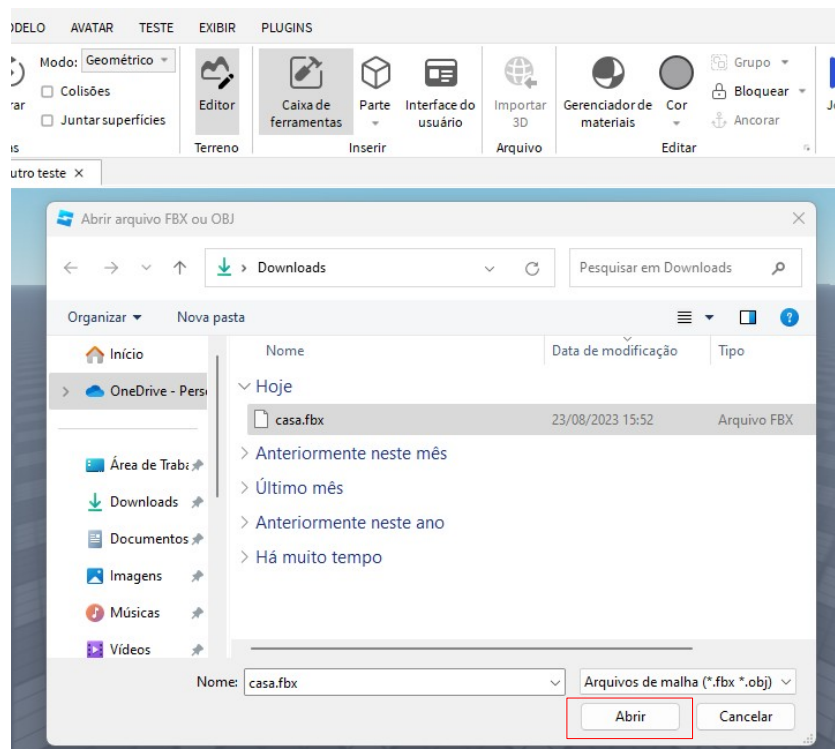 AVATAR TESTE EXIBIR PLUGINS
Modo: Geométrico
Colisões
Juntar superfícies
Editor
Terreno
Caixa de ferramentas
Parte
Interface do usuário
Inserir
Importar 3D
Arquivo
Gerenciador de materiais
Cor
Grupo
Bloquear
Ancorar
Editar
utro teste
Abrir arquivo FBX ou OBJ
Downloads
Pesquisar em Downloads
Organizar Nova pasta
Nome Data de modificação Tipo
Início
OneDrive - Pers
Hoje
casa.fbx 23/08/2023 15:52 Arquivo FBX
Anteriormente neste mês
Último mês
Anteriormente neste ano
Há muito tempo
Área de Traba
Downloads
Documentos
Imagens
Músicas
Vídeos
Nome: casa.fbx Arquivos de malha (*.fbx *.obj)
Abrir Cancelar